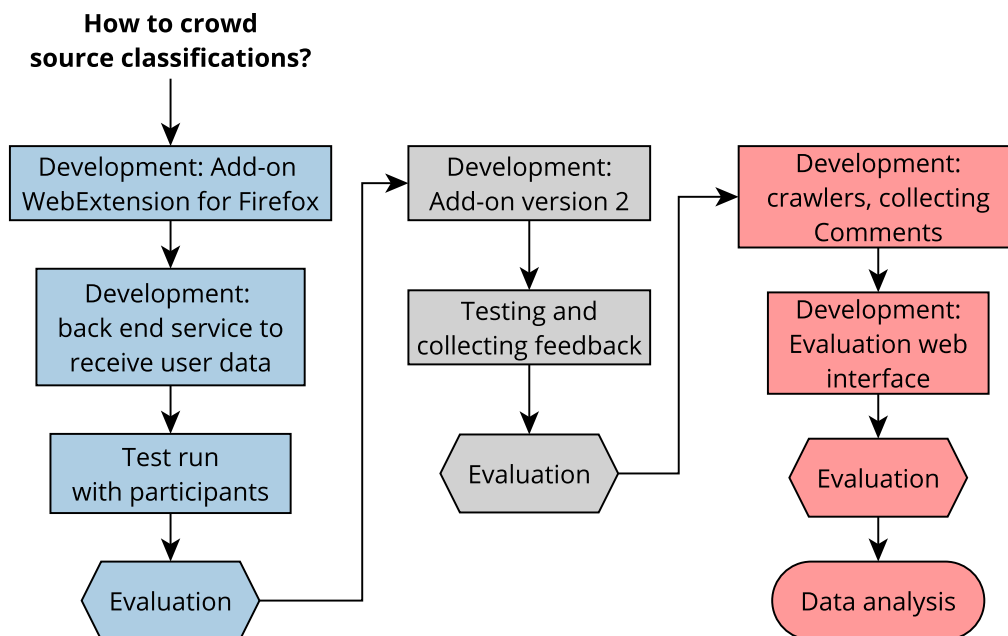 How to crowd
source classifications?
Development: Add-on
WebExtension for Firefox
Development:
back end service to
receive user data
Test run
with participants
Evaluation
Development:
Add-on version 2
Testing and
collecting feedback
Evaluation
Development:
crawlers, collecting
Comments
Development:
Evaluation web
interface
Evaluation
Data analysis